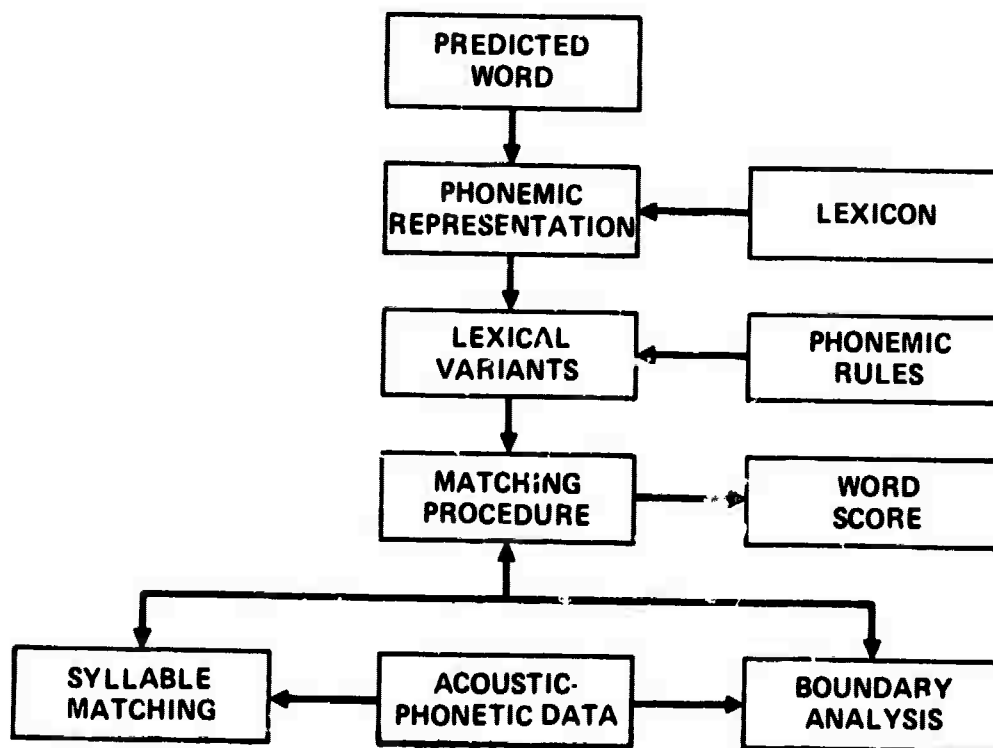 PREDICTED
WORD
PHONEMIC
REPRESENTATION
LEXICON
LEXICAL
VARIANTS
PHONEMIC
RULES
MATCHING
PROCEDURE
WORD
SCORE
SYLLABLE
MATCHING
ACOUSTIC-
PHONETIC DATA
BOUNDARY
ANALYSIS